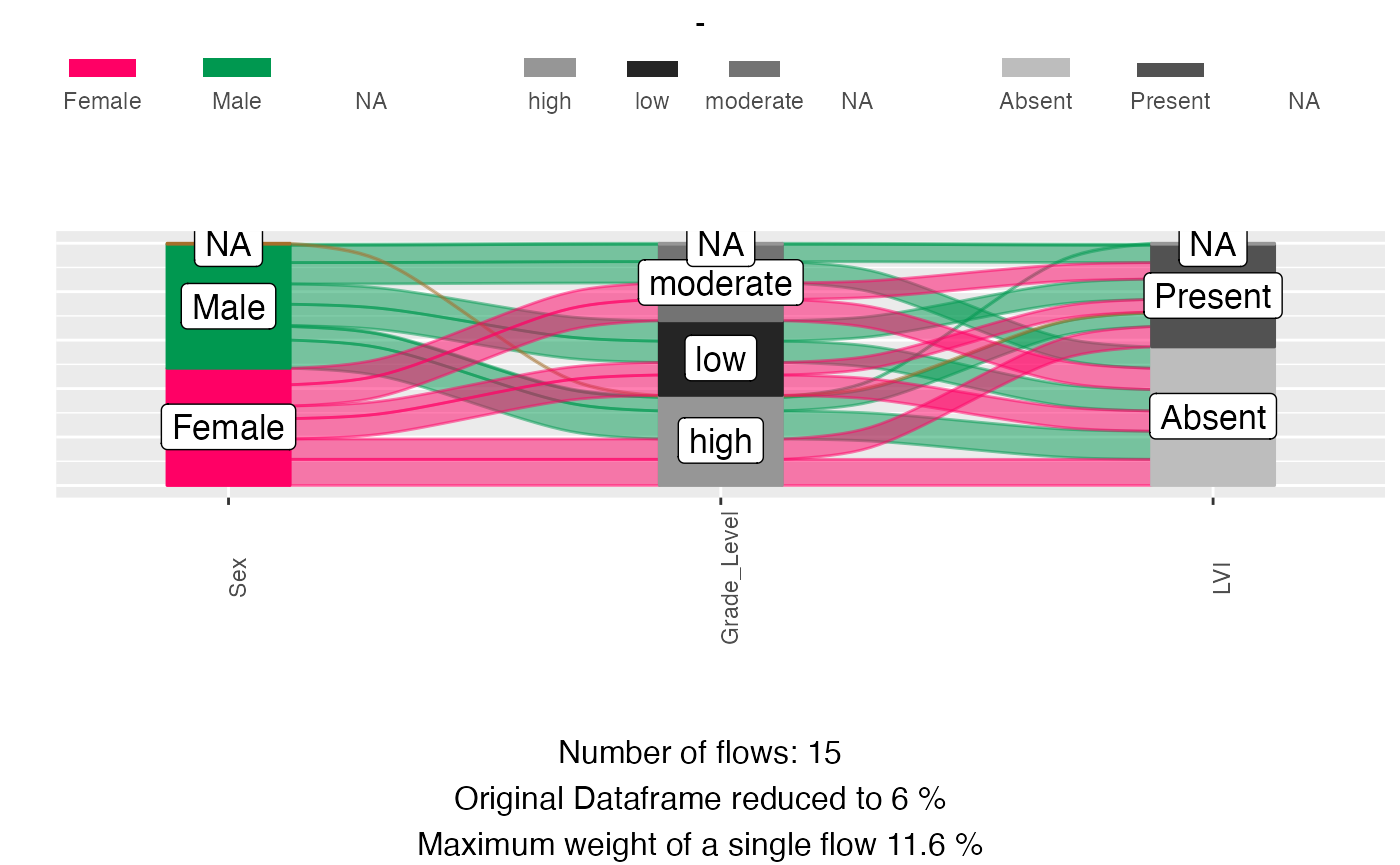 -
Female Male NA high low moderate NA Absent Present NA
NA NA NA
moderate
Present
Male
low
Absent
Female
high
Sex
Grade_Level
LVI
Number of flows: 15
Original Dataframe reduced to 6 %
Maximum weight of a single flow 11.6 %